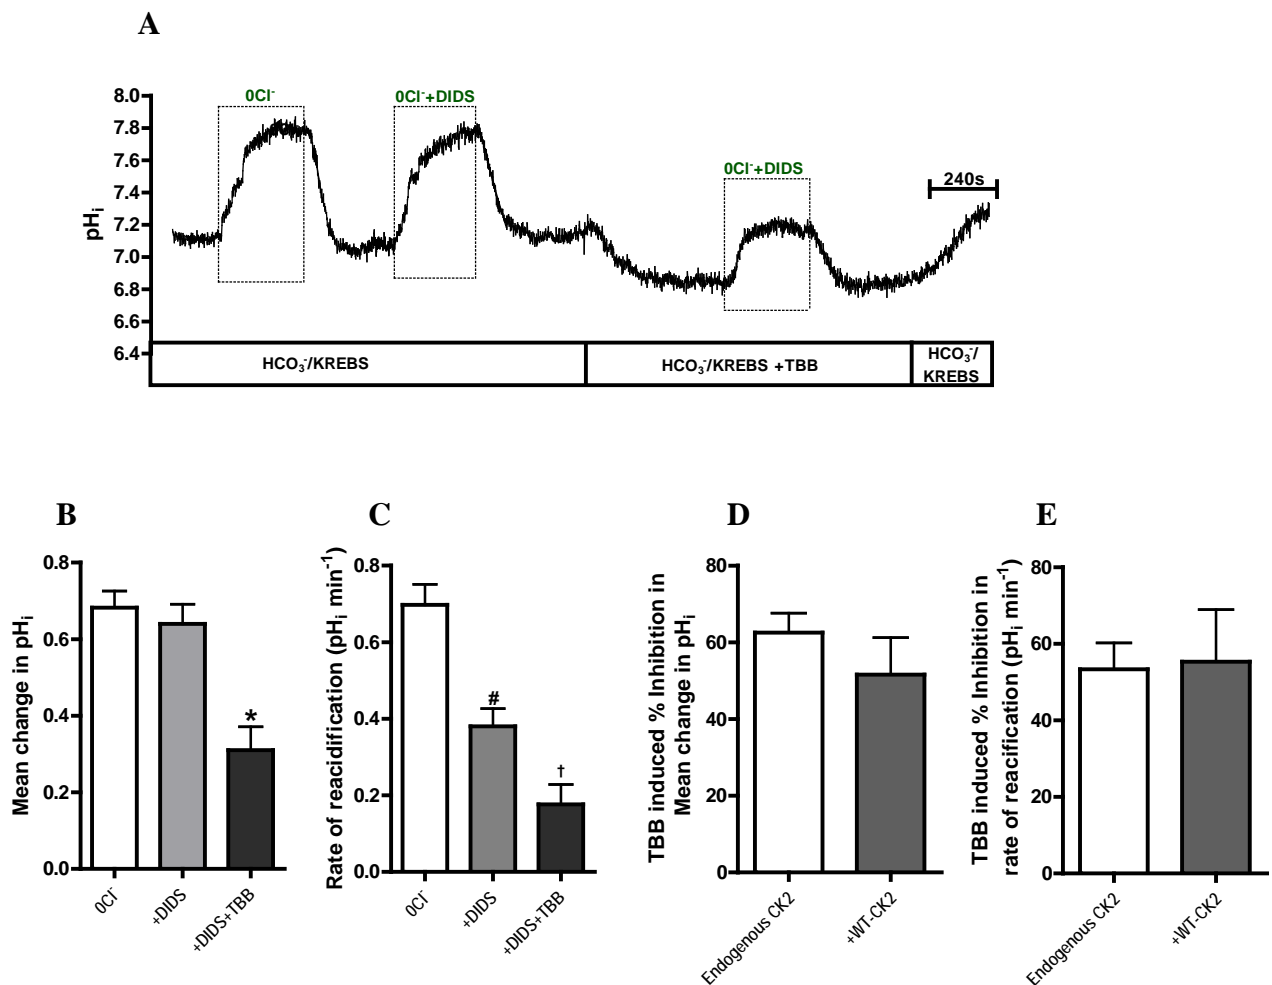 A
0Cl⁻
0Cl⁻+DIDS
0Cl⁻+DIDS
240s
pHᵢ
8.0
7.8
7.6
7.4
7.2
7.0
6.8
6.6
6.4
HCO₃⁻/KREBS
HCO₃⁻/KREBS +TBB
HCO₃⁻/
KREBS
B
Mean change in pHᵢ
0.8
0.6
0.4
0.2
0.0
*
0Cl⁻
+DIDS
+DIDS+TBB
C
Rate of reacidification (pHᵢ min⁻¹)
0.8
0.6
0.4
0.2
0.0
#
†
0Cl⁻
+DIDS
+DIDS+TBB
D
TBB induced % Inhibition in
Mean change in pHᵢ
80
60
40
20
0
Endogenous CK2
+WT-CK2
E
TBB induced % Inhibition in
rate of reacification (pHᵢ min⁻¹)
80
60
40
20
0
Endogenous CK2
+WT-CK2